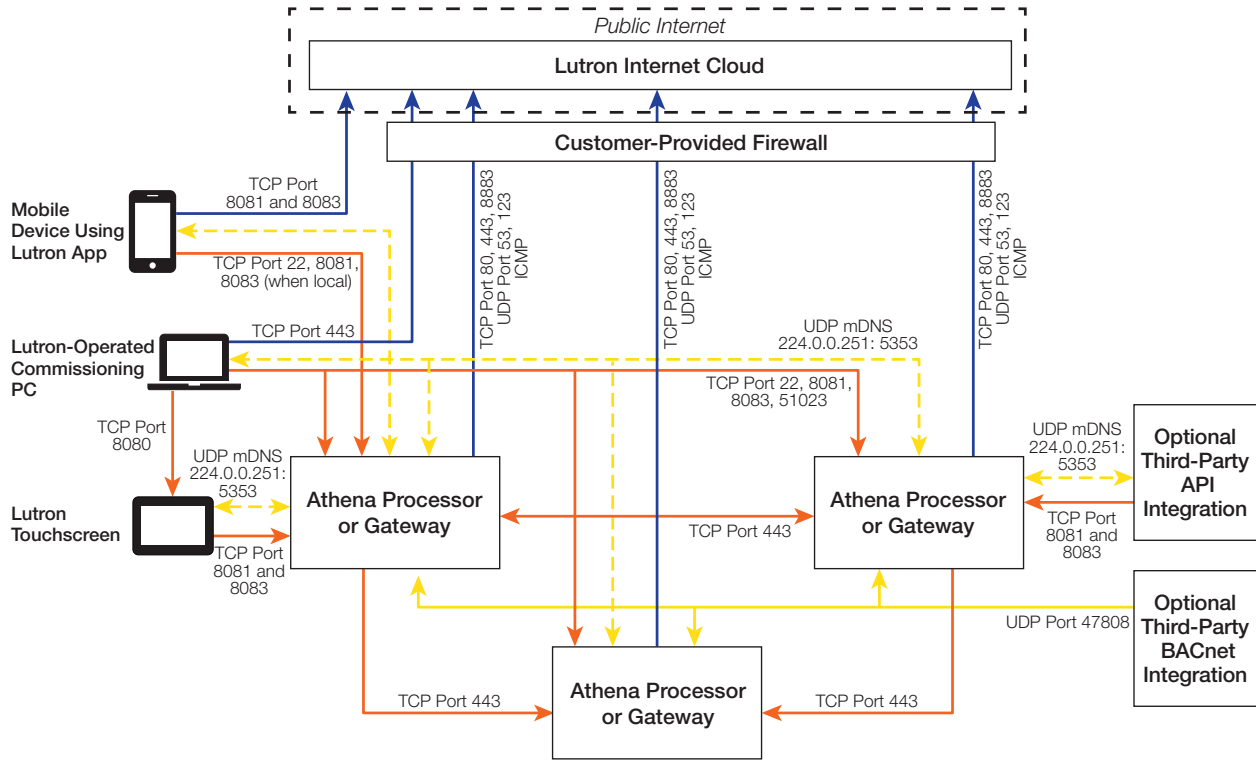 Public Internet
Lutron Internet Cloud
Customer-Provided Firewall
TCP Port
8081 and 8083
Mobile
Device Using
Lutron App
TCP Port 22, 8081,
8083 (when local)
TCP Port 80, 443, 8883
UDP Port 53, 123
ICMP
TCP Port 80, 443, 8883
UDP Port 53, 123
ICMP
TCP Port 80, 443, 8883
UDP Port 53, 123
ICMP
TCP Port 443
Lutron-Operated
Commissioning
PC
UDP mDNS
224.0.0.251: 5353
TCP Port 22, 8081,
8083, 51023
TCP Port
8080
UDP mDNS
224.0.0.251:
5353
Lutron
Touchscreen
TCP Port
8081 and
8083
Athena Processor
or Gateway
TCP Port 443
Athena Processor
or Gateway
UDP mDNS
224.0.0.251:
5353
TCP Port
8081 and
8083
Optional
Third-Party
API
Integration
UDP Port 47808
Optional
Third-Party
BACnet
Integration
TCP Port 443
Athena Processor
or Gateway
TCP Port 443